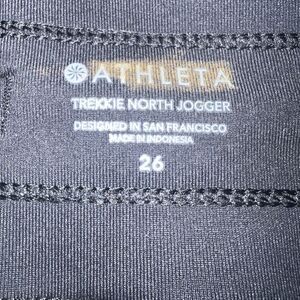 ATHLETA
TREKKIE NORTH JOGGER
DESIGNED IN SAN FRANCISCO
MADE IN INDONESIA
26